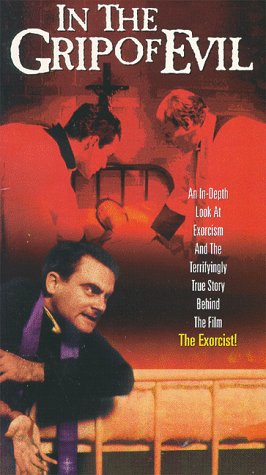 IN THE
GRIP OF EVIL
An In-Depth
Look At
Exorcism
And The
Terrifyingly
True Story
Behind
The Film
The Exorcist!